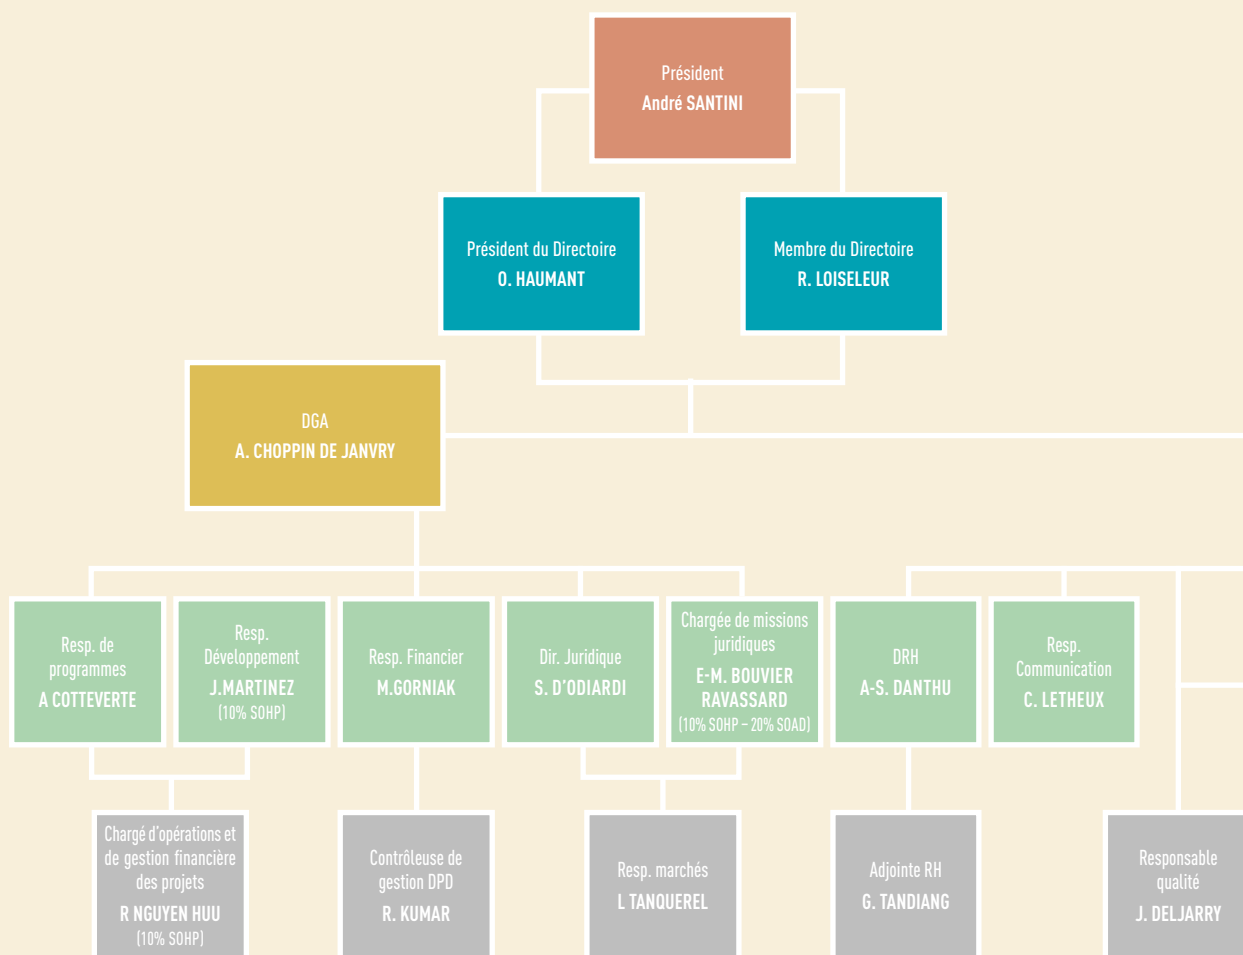 Président
André SANTINI
Président du Directoire
O. HAUMANT
Membre du Directoire
R. LOISELEUR
DGA
A. CHOPPIN DE JANVRY
Resp. de
programmes
A COTTEVERTE
Resp.
Développement
J.MARTINEZ
(10% SOHP)
Resp. Financier
M.GORNIAK
Dir. Juridique
S. D'ODIARDI
Chargée de missions
juridiques
E-M. BOUVIER
RAVASSARD
(10% SOHP – 20% SOAD)
DRH
A-S. DANTHU
Resp.
Communication
C. LETHEUX
Chargé d'opérations et
de gestion financière
des projets
R NGUYEN HUU
(10% SOHP)
Contrôleuse de
gestion DPD
R. KUMAR
Resp. marchés
L TANQUEREL
Adjointe RH
G. TANDIANG
Responsable
qualité
J. DELJARRY